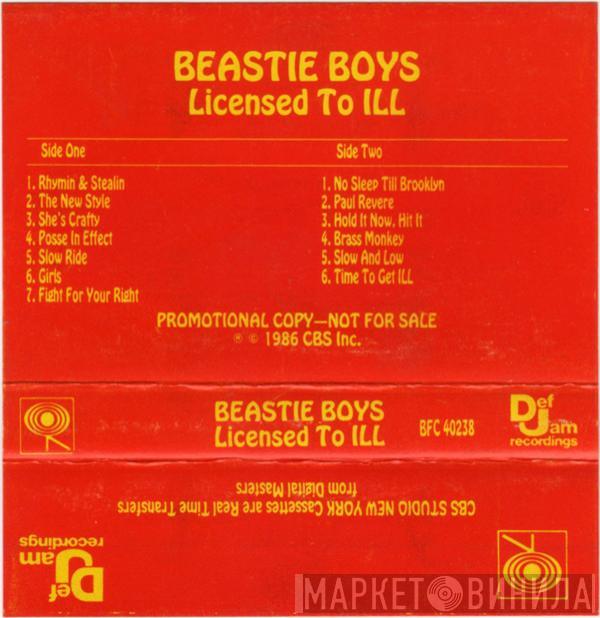 BEASTIE BOYS
Licensed To ILL
Side One
Side Two
1. Rhymin' & Stealin
2. The New Style
3. She's Crafty
4. Posse In Effect
5. Slow Ride
6. Girls
7. Fight For Your Right
1. No Sleep Till Brooklyn
2. Paul Revere
3. Hold It Now, Hit It
4. Brass Monkey
5. Slow And Low
6. Time To Get ILL
PROMOTIONAL COPY—NOT FOR SALE
℗ © 1986 CBS Inc.
BEASTIE BOYS
Licensed To ILL
BFC 40238
Def
Jam
recordings
CBS STUDIO NEW YORK Cassettes are Real Time Transfers
from Digital Masters
Def
Jam
recordings
МАРКЕТ ВИНИЛА